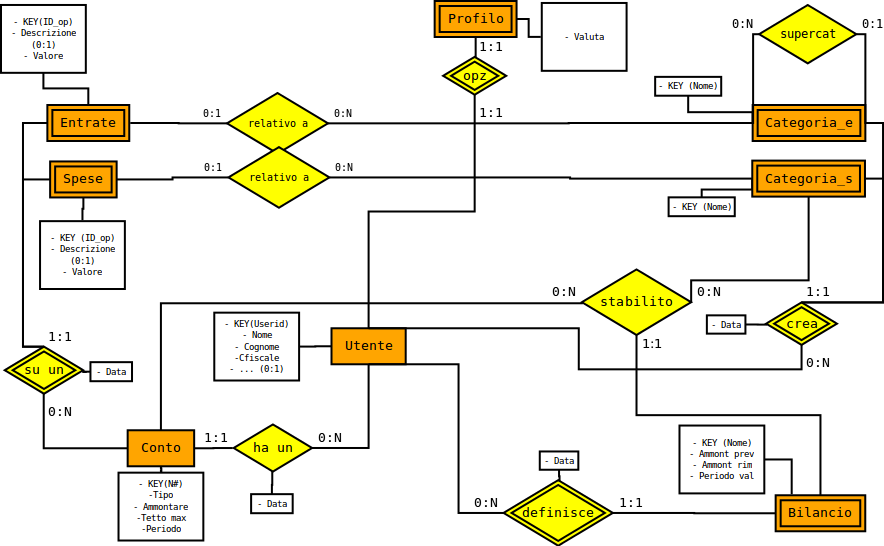 - KEY(ID_op)
- Descrizione
(0:1)
- Valore
Profilo
- Valuta
0:N
supercat
0:1
1:1
opz
- KEY (Nome)
Entrate
0:1
relativo a
0:N
1:1
Categoria_e
Spese
0:1
relativo a
0:N
Categoria_s
- KEY (Nome)
- KEY (ID_op)
- Descrizione
(0:1)
- Valore
0:N
stabilito
0:N
1:1
- KEY(Userid)
- Nome
- Cognome
-Cfiscale
- ... (0:1)
Utente
- Data
crea
1:1
1:1
0:N
su un
- Data
0:N
Conto
1:1
ha un
0:N
- KEY (Nome)
- Ammont prev
- Ammont rim
- Periodo val
- Data
- KEY(N#)
-Tipo
- Ammontare
-Tetto max
-Periodo
- Data
0:N
definisce
1:1
Bilancio